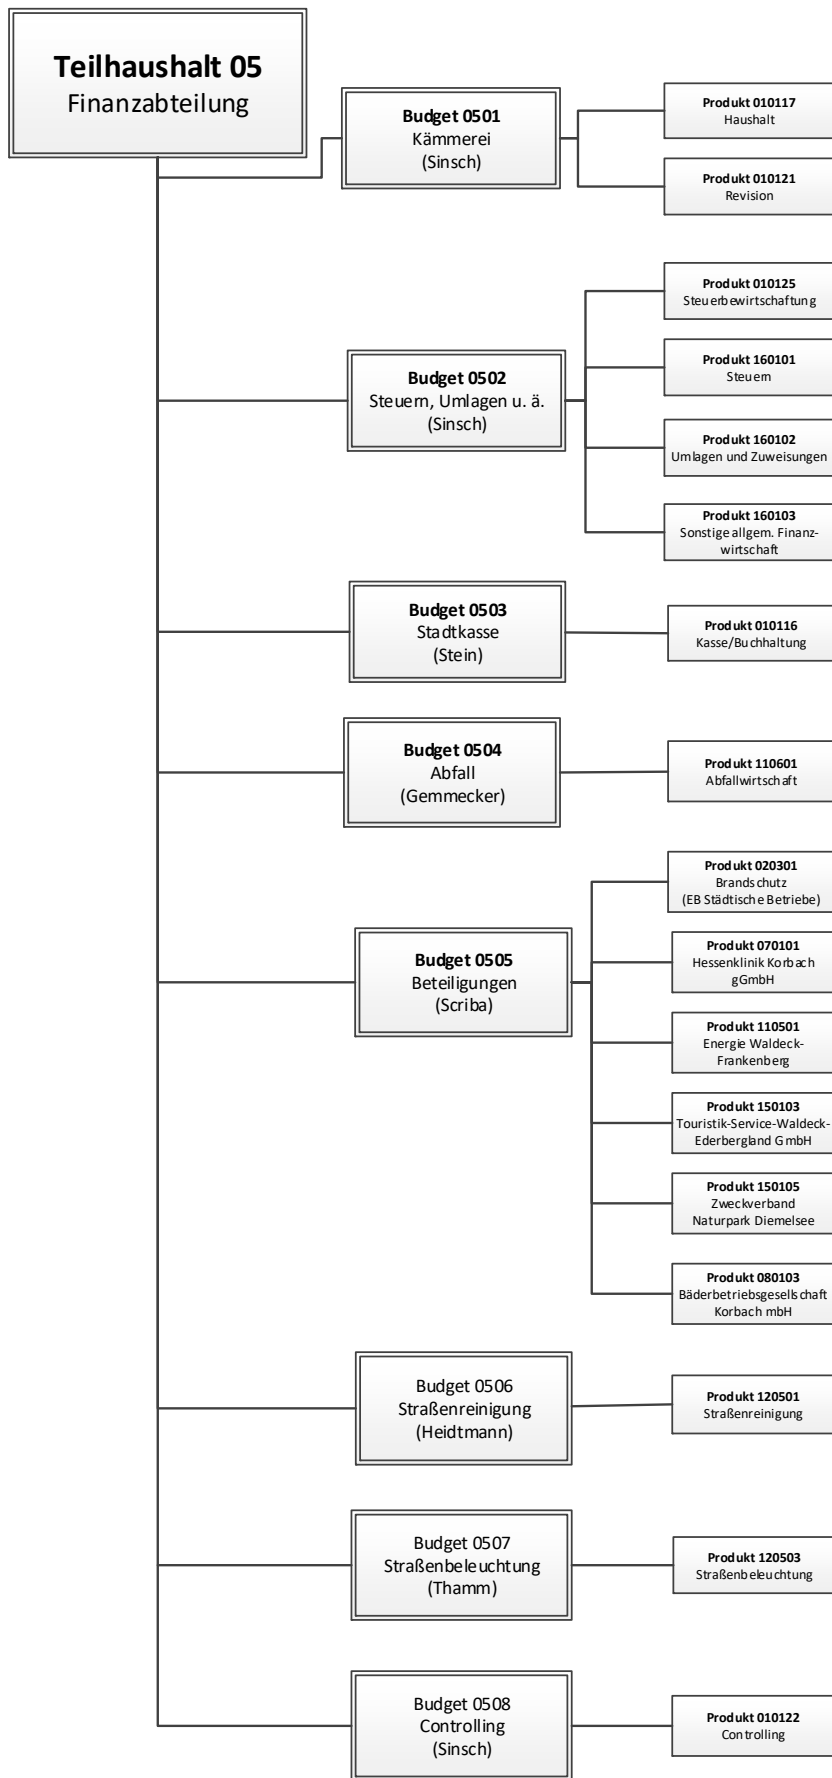 Teilhaushalt 05
Finanzabteilung
Budget 0501
Kämmerei
(Sinsch)
Produkt 010117
Haushalt
Produkt 010121
Revision
Budget 0502
Steuern, Umlagen u. ä.
(Sinsch)
Produkt 010125
Steuerbewirtschaftung
Produkt 160101
Steuern
Produkt 160102
Umlagen und Zuweisungen
Produkt 160103
Sonstige allgem. Finanz-
wirtschaft
Budget 0503
Stadtkasse
(Stein)
Produkt 010116
Kasse/Buchhaltung
Budget 0504
Abfall
(Gemmecker)
Produkt 110601
Abfallwirtschaft
Budget 0505
Beteiligungen
(Scriba)
Produkt 020301
Brandschutz
(EB Städtische Betriebe)
Produkt 070101
Hessenklinik Korbach
gGmbH
Produkt 110501
Energie Waldeck-
Frankenberg
Produkt 150103
Touristik-Service-Waldeck-
Ederbergland GmbH
Produkt 150105
Zweckverband
Naturpark Diemelsee
Produkt 080103
Bäderbetriebsgesellschaft
Korbach mbH
Budget 0506
Straßenreinigung
(Heidtmann)
Produkt 120501
Straßenreinigung
Budget 0507
Straßenbeleuchtung
(Thamm)
Produkt 120503
Straßenbeleuchtung
Budget 0508
Controlling
(Sinsch)
Produkt 010122
Controlling